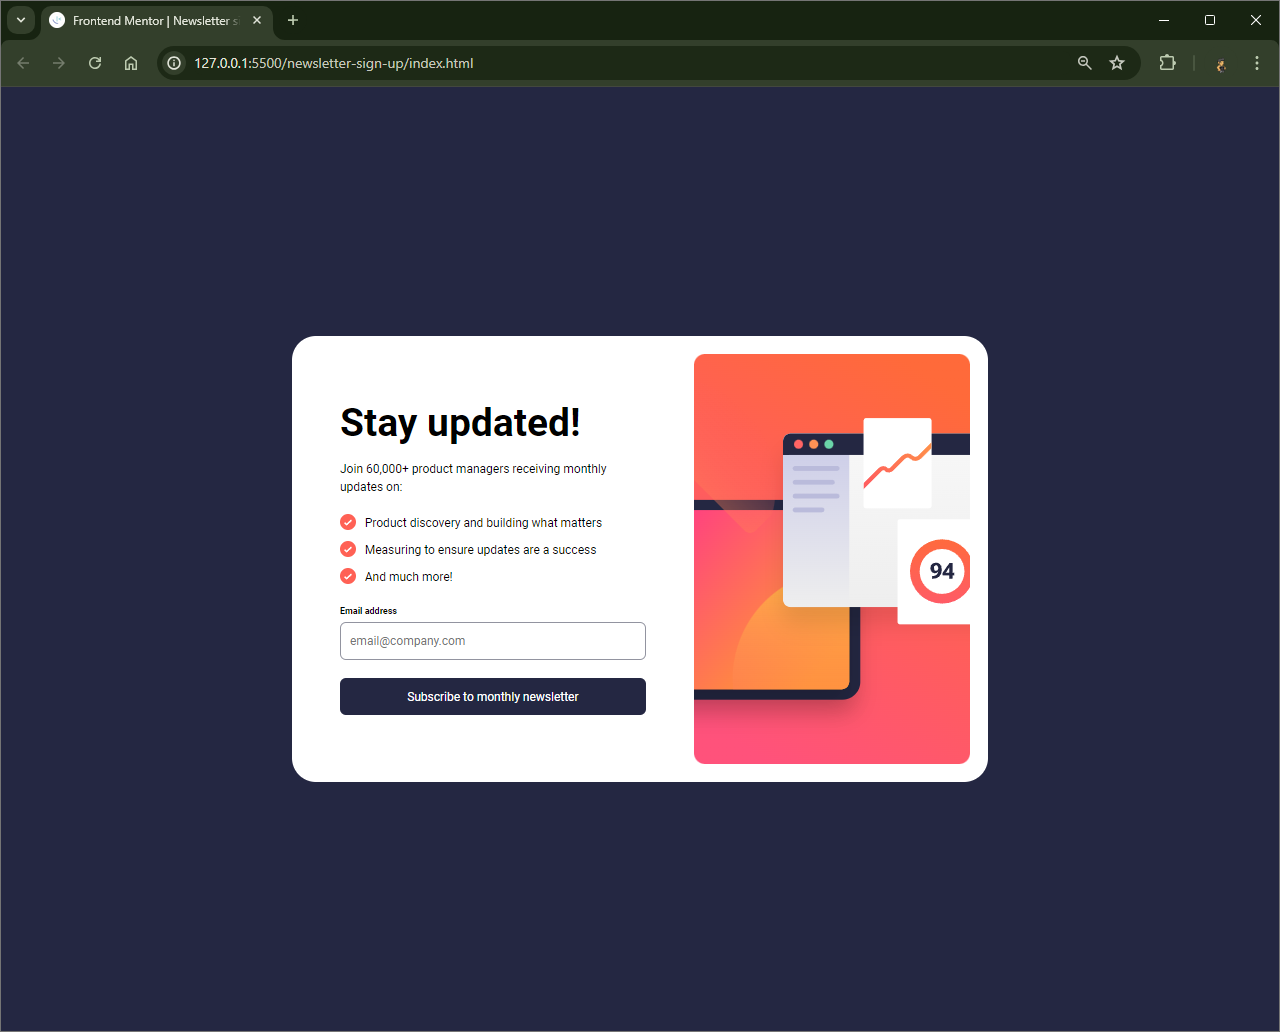 Frontend Mentor | Newsletter s
127.0.0.1:5500/newsletter-sign-up/index.html
Stay updated!
Join 60,000+ product managers receiving monthly
updates on:
Product discovery and building what matters
Measuring to ensure updates are a success
And much more!
Email address
email@company.com
Subscribe to monthly newsletter
94